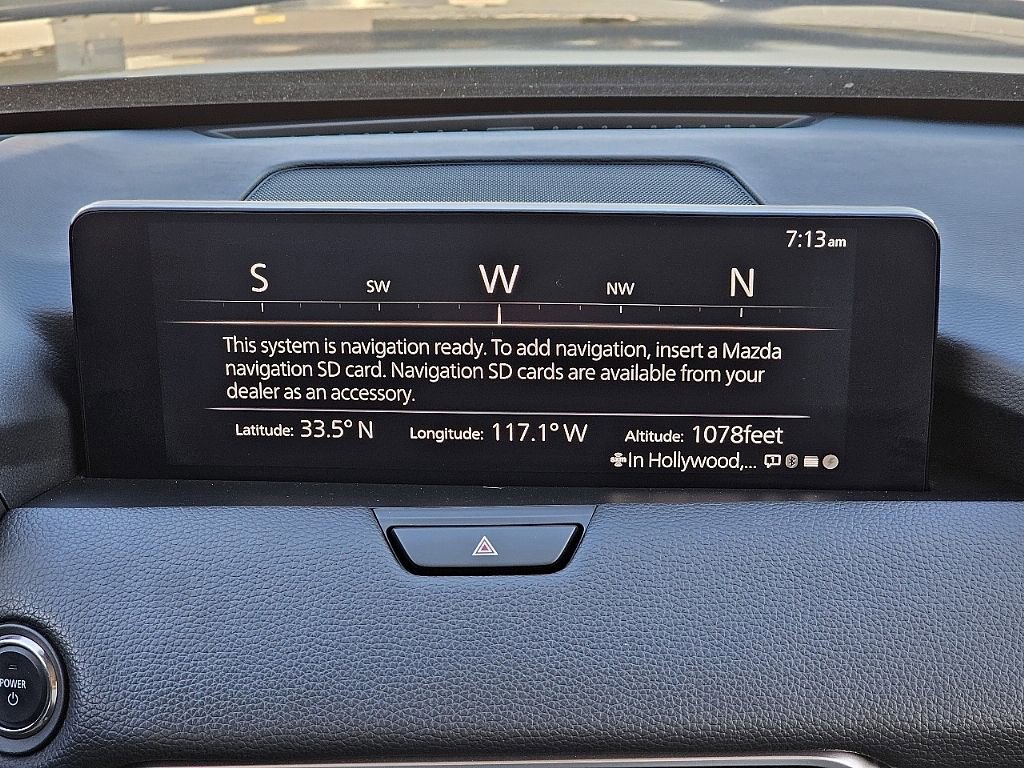 7:13am
S SW W NW N
This system is navigation ready. To add navigation, insert a Mazda
navigation SD card. Navigation SD cards are available from your
dealer as an accessory.
Latitude: 33.5° N Longitude: 117.1° W Altitude: 1078feet
In Hollywood,...
POWER